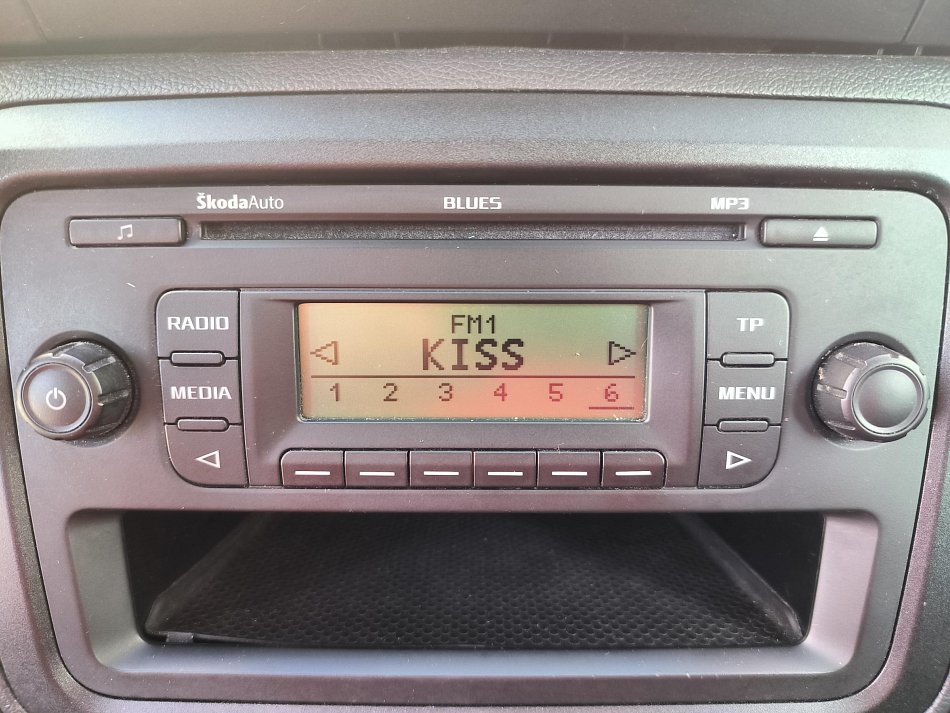 ŠkodaAuto BLUES MP3
RADIO
MEDIA
FM1
KISS
1 2 3 4 5 6
TP
MENU